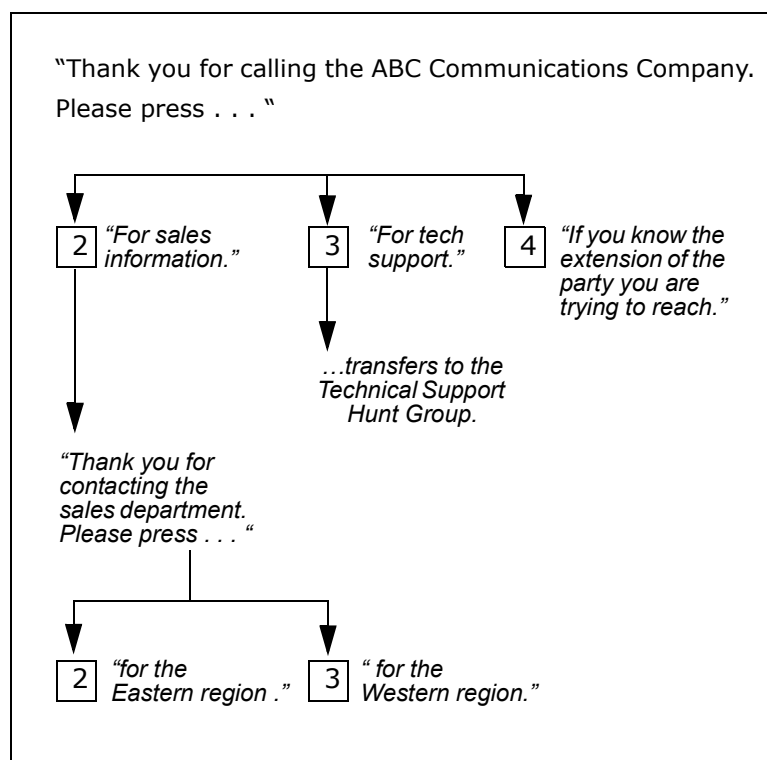 “Thank you for calling the ABC Communications Company.
Please press . . . “
2
“For sales
information.”
3
“For tech
support.”
4
“If you know the
extension of the
party you are
trying to reach.”
…transfers to the
Technical Support
Hunt Group.
“Thank you for
contacting the
sales department.
Please press . . . “
2
“for the
Eastern region .”
3
“ for the
Western region.”